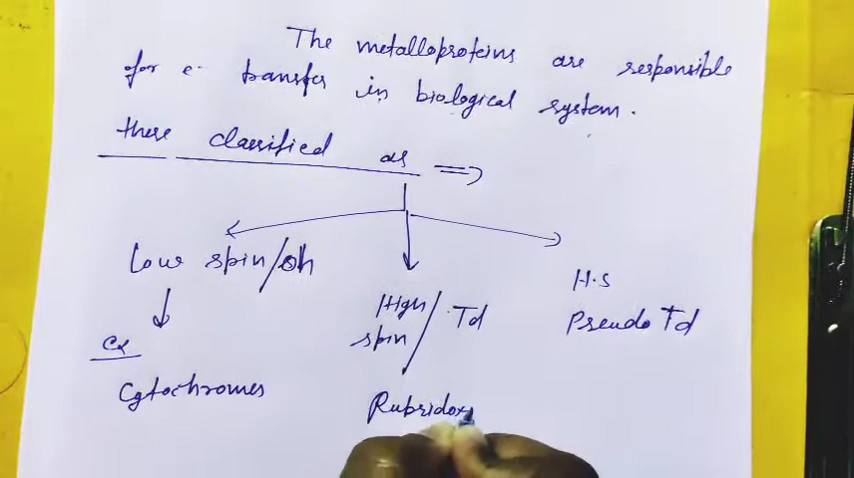 The metalloproteins are responsible
for e- transfer in biological system.
these classified as =>
Low spin/oh
High spin/Td
H.S
Pseudo Td
Ex
Cytochromes
Rubridox